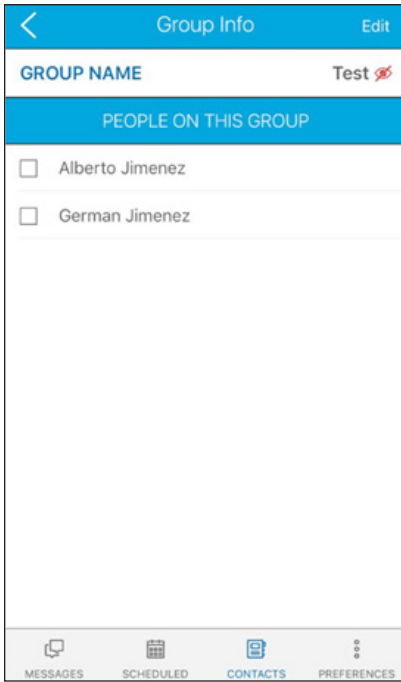 Group Info Edit
GROUP NAME Test
PEOPLE ON THIS GROUP
Alberto Jimenez
German Jimenez
MESSAGES SCHEDULED CONTACTS PREFERENCES